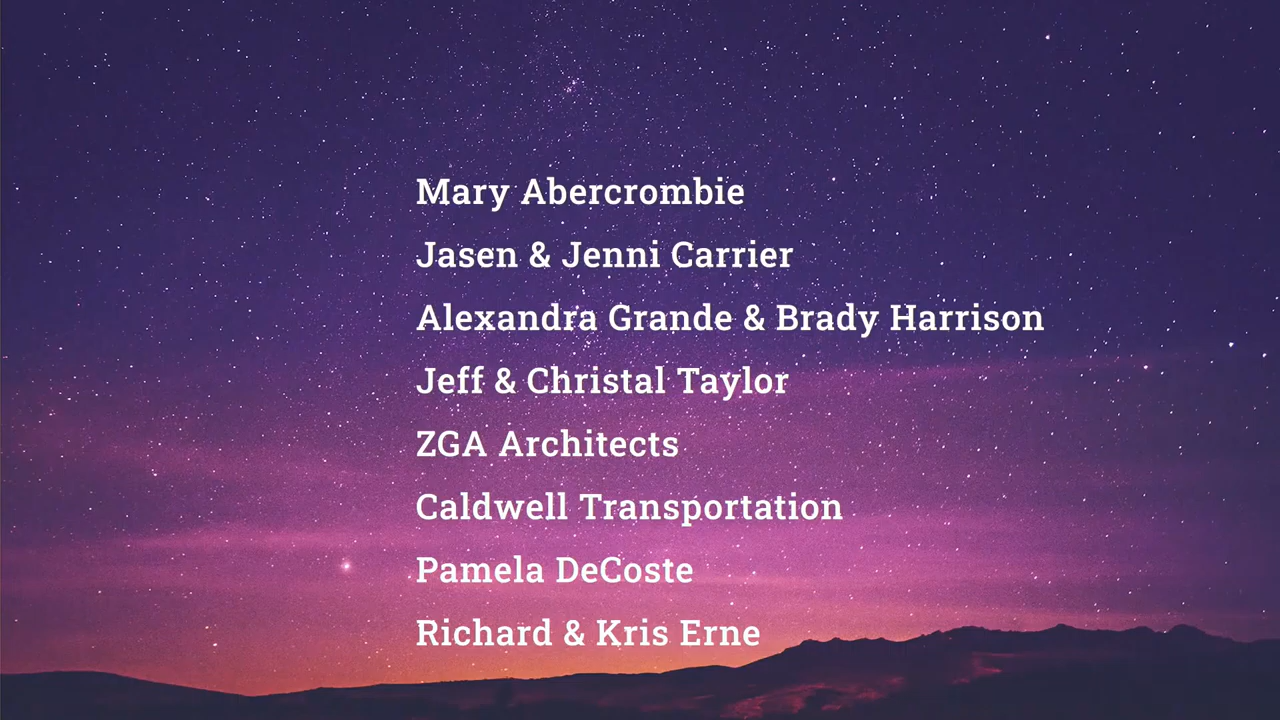 Mary Abercrombie
Jasen & Jenni Carrier
Alexandra Grande & Brady Harrison
Jeff & Christal Taylor
ZGA Architects
Caldwell Transportation
Pamela DeCoste
Richard & Kris Erne